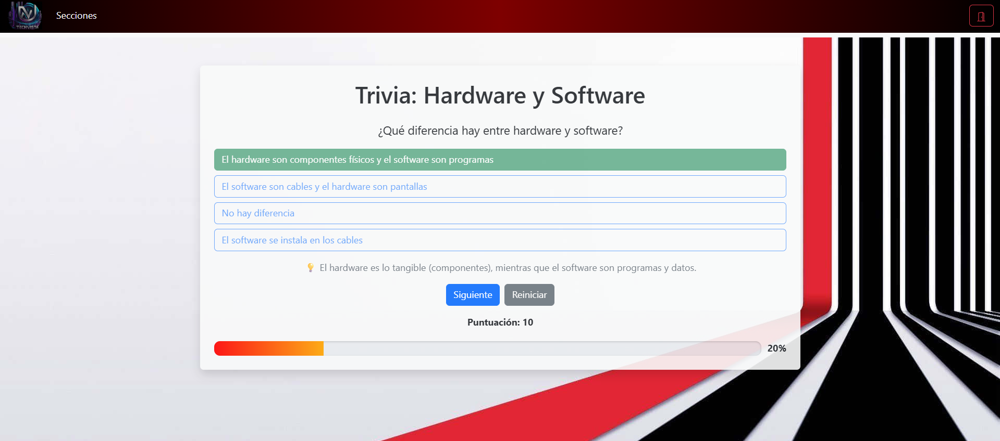 TECHVISTA
Secciones
Trivia: Hardware y Software
¿Qué diferencia hay entre hardware y software?
El hardware son componentes físicos y el software son programas
El software son cables y el hardware son pantallas
No hay diferencia
El software se instala en los cables
💡 El hardware es lo tangible (componentes), mientras que el software son programas y datos.
Siguiente Reiniciar
Puntuación: 10
20%